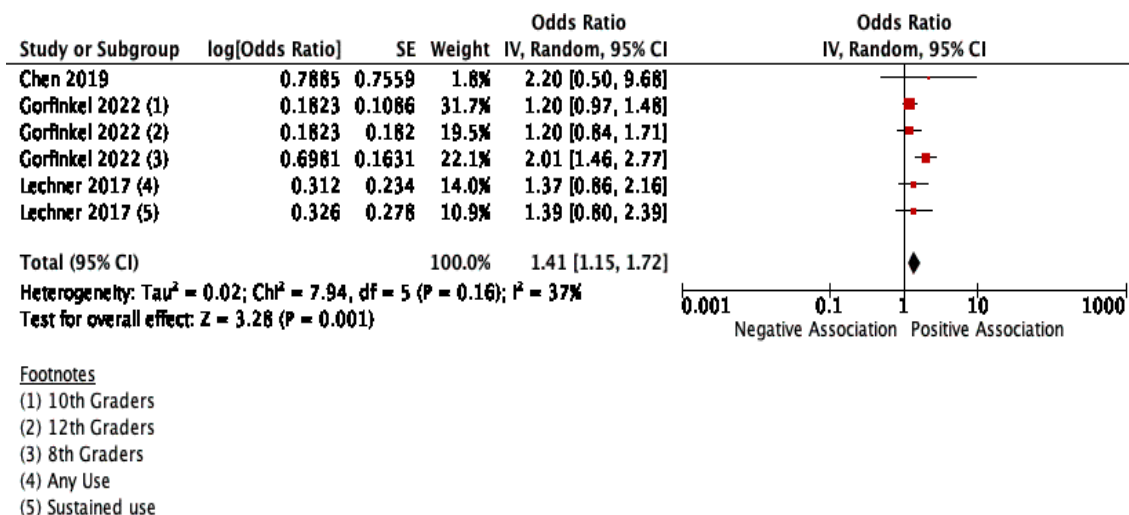 Odds Ratio Odds Ratio
Study or Subgroup log[Odds Ratio] SE Weight IV, Random, 95% CI IV, Random, 95% CI
Chen 2019 0.7885 0.7559 1.8% 2.20 [0.50, 9.68]
Gorfinkel 2022 (1) 0.1823 0.1086 31.7% 1.20 [0.97, 1.48]
Gorfinkel 2022 (2) 0.1823 0.182 19.5% 1.20 [0.84, 1.71]
Gorfinkel 2022 (3) 0.6981 0.1631 22.1% 2.01 [1.46, 2.77]
Lechner 2017 (4) 0.312 0.234 14.0% 1.37 [0.86, 2.16]
Lechner 2017 (5) 0.326 0.278 10.9% 1.39 [0.80, 2.39]
Total (95% CI) 100.0% 1.41 [1.15, 1.72]
Heterogeneity: Tau² = 0.02; Chi² = 7.94, df = 5 (P = 0.16); I² = 37%
Test for overall effect: Z = 3.28 (P = 0.001)
0.001 0.1 1 10 1000
Negative Association Positive Association
Footnotes
(1) 10th Graders
(2) 12th Graders
(3) 8th Graders
(4) Any Use
(5) Sustained use